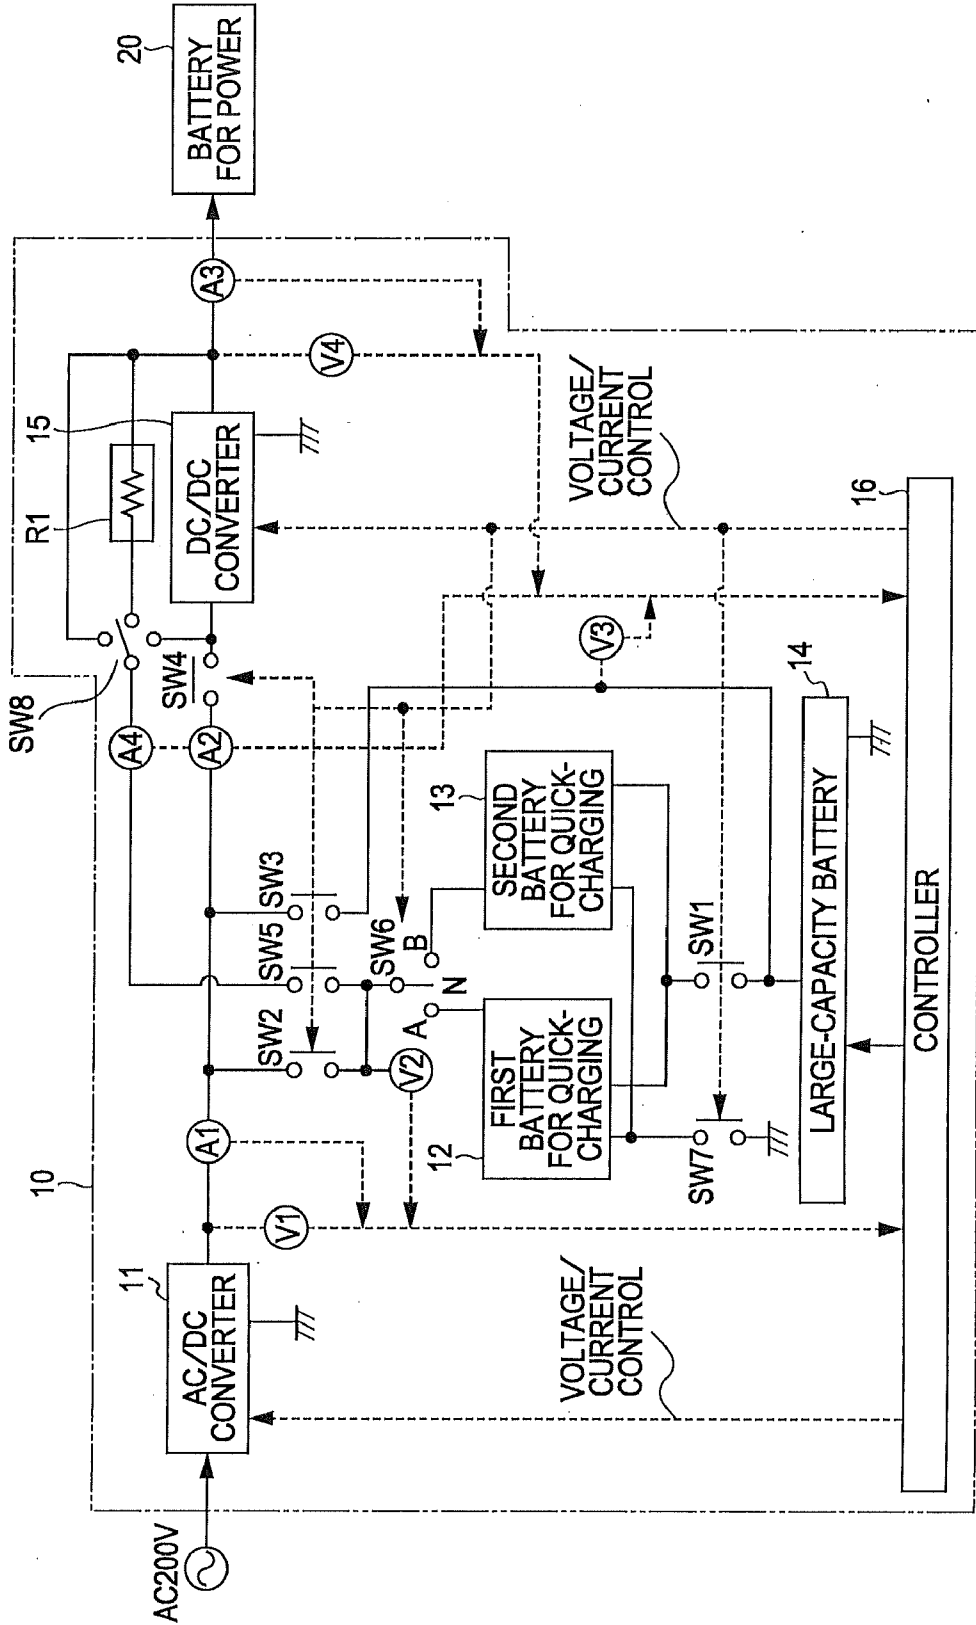 10
AC200V
11
AC/DC
CONVERTER
V1
A1
SW2
SW5
SW3
A4
A2
SW8
SW4
R1
15
DC/DC
CONVERTER
V4
A3
20
BATTERY
FOR POWER
V2
SW6
A
N
B
12
FIRST
BATTERY
FOR QUICK-
CHARGING
13
SECOND
BATTERY
FOR QUICK-
CHARGING
V3
VOLTAGE/
CURRENT
CONTROL
VOLTAGE/
CURRENT
CONTROL
SW7
SW1
14
LARGE-CAPACITY BATTERY
16
CONTROLLER